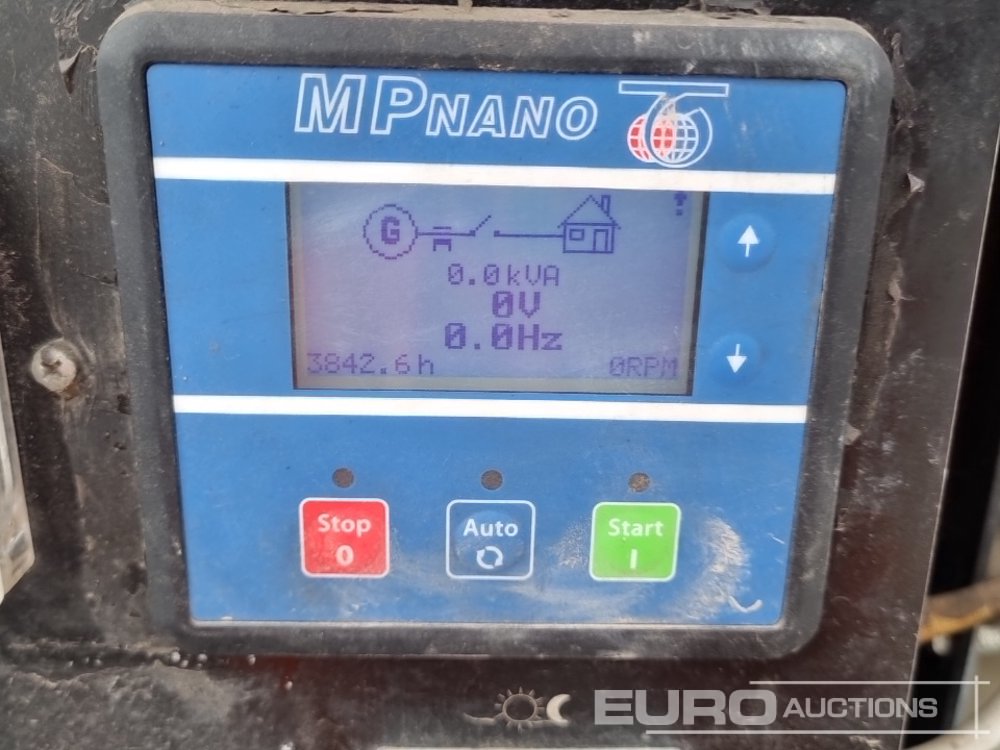 MPNANO
G
0.0kVA
0V
0.0Hz
3842.6h 0RPM
Stop Auto Start
0 I
EURO AUCTIONS